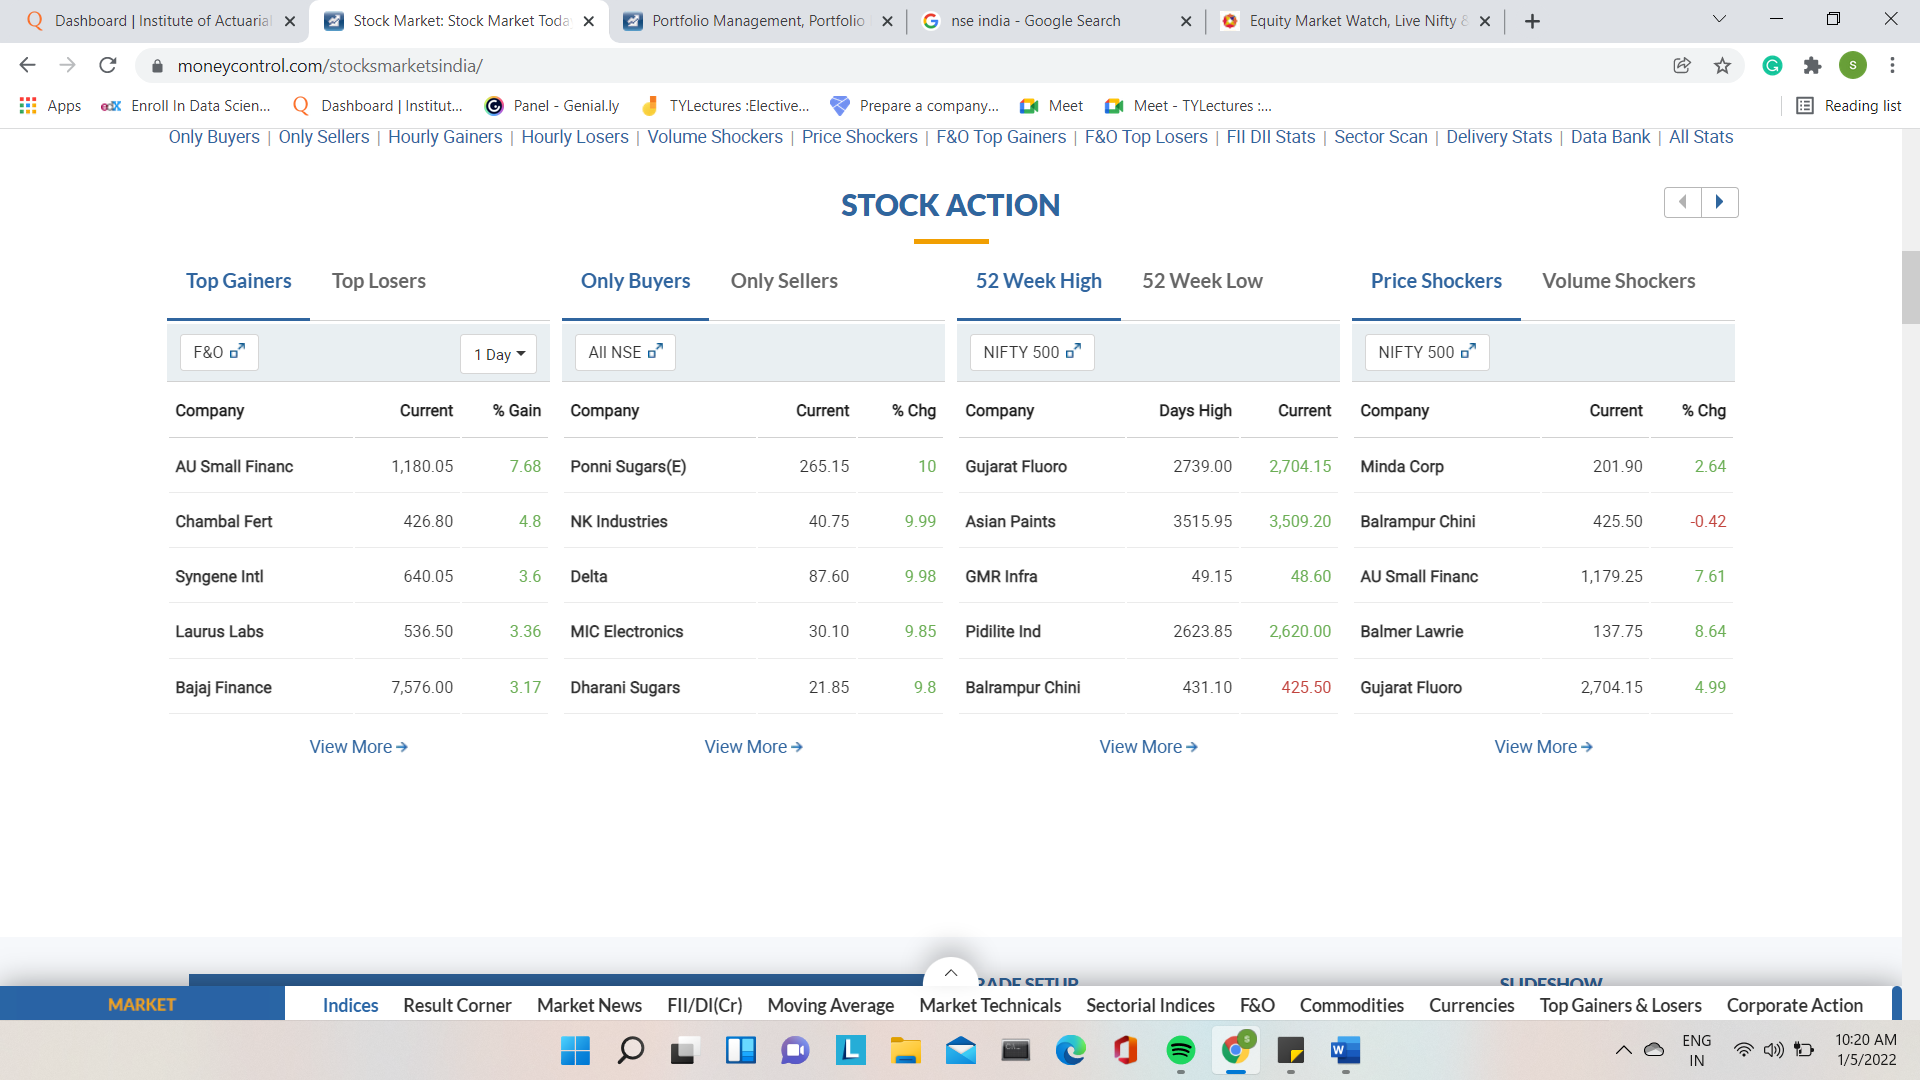 Dashboard | Institute of Actuarial
Stock Market: Stock Market Toda
Portfolio Management, Portfolio
nse india - Google Search
Equity Market Watch, Live Nifty &
moneycontrol.com/stocksmarketsindia/
s
Apps
edX Enroll In Data Scien...
Dashboard | Institut...
Panel - Genial.ly
TYLectures :Elective...
Prepare a company...
Meet
Meet - TYLectures :...
Reading list
Only Buyers | Only Sellers | Hourly Gainers | Hourly Losers | Volume Shockers | Price Shockers | F&O Top Gainers | F&O Top Losers | FII DII Stats | Sector Scan | Delivery Stats | Data Bank | All Stats
STOCK ACTION
Top Gainers Top Losers
F&O 1 Day
Company Current % Gain
AU Small Financ 1,180.05 7.68
Chambal Fert 426.80 4.8
Syngene Intl 640.05 3.6
Laurus Labs 536.50 3.36
Bajaj Finance 7,576.00 3.17
View More
Only Buyers Only Sellers
All NSE
Company Current % Chg
Ponni Sugars(E) 265.15 10
NK Industries 40.75 9.99
Delta 87.60 9.98
MIC Electronics 30.10 9.85
Dharani Sugars 21.85 9.8
View More
52 Week High 52 Week Low
NIFTY 500
Company Days High Current
Gujarat Fluoro 2739.00 2,704.15
Asian Paints 3515.95 3,509.20
GMR Infra 49.15 48.60
Pidilite Ind 2623.85 2,620.00
Balrampur Chini 431.10 425.50
View More
Price Shockers Volume Shockers
NIFTY 500
Company Current % Chg
Minda Corp 201.90 2.64
Balrampur Chini 425.50 -0.42
AU Small Financ 1,179.25 7.61
Balmer Lawrie 137.75 8.64
Gujarat Fluoro 2,704.15 4.99
View More
RADE SETUP
SLIDESHOW
MARKET
Indices Result Corner Market News FII/DI(Cr) Moving Average Market Technicals Sectorial Indices F&O Commodities Currencies Top Gainers & Losers Corporate Action
ENG
IN
10:20 AM
1/5/2022